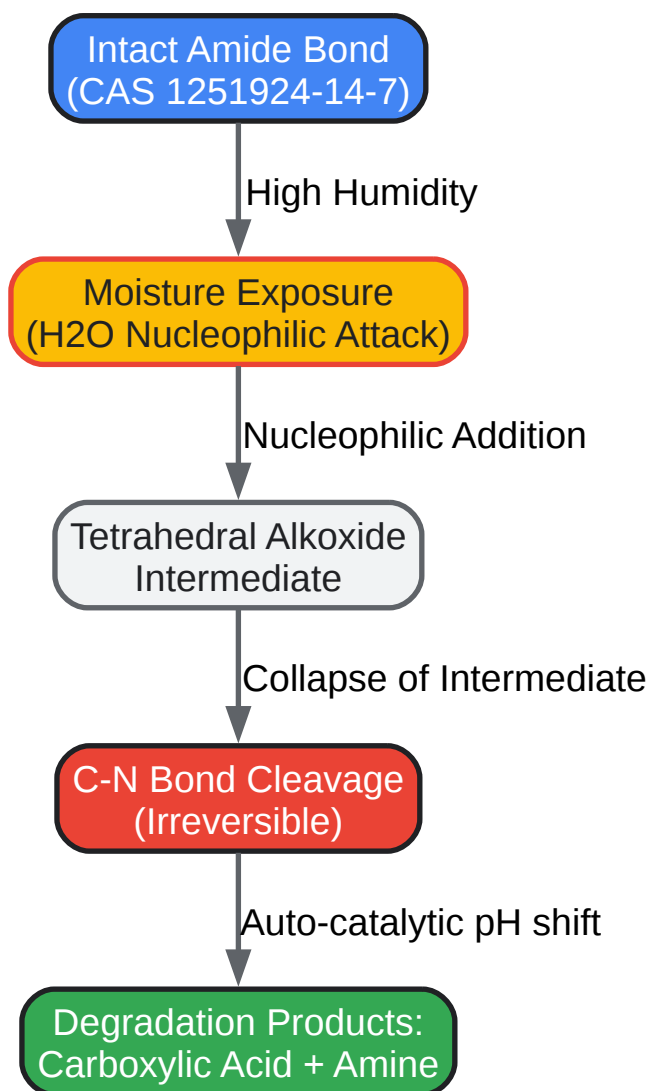 Intact Amide Bond
(CAS 1251924-14-7)
High Humidity
Moisture Exposure
(H2O Nucleophilic Attack)
Nucleophilic Addition
Tetrahedral Alkoxide
Intermediate
Collapse of Intermediate
C-N Bond Cleavage
(Irreversible)
Auto-catalytic pH shift
Degradation Products:
Carboxylic Acid + Amine